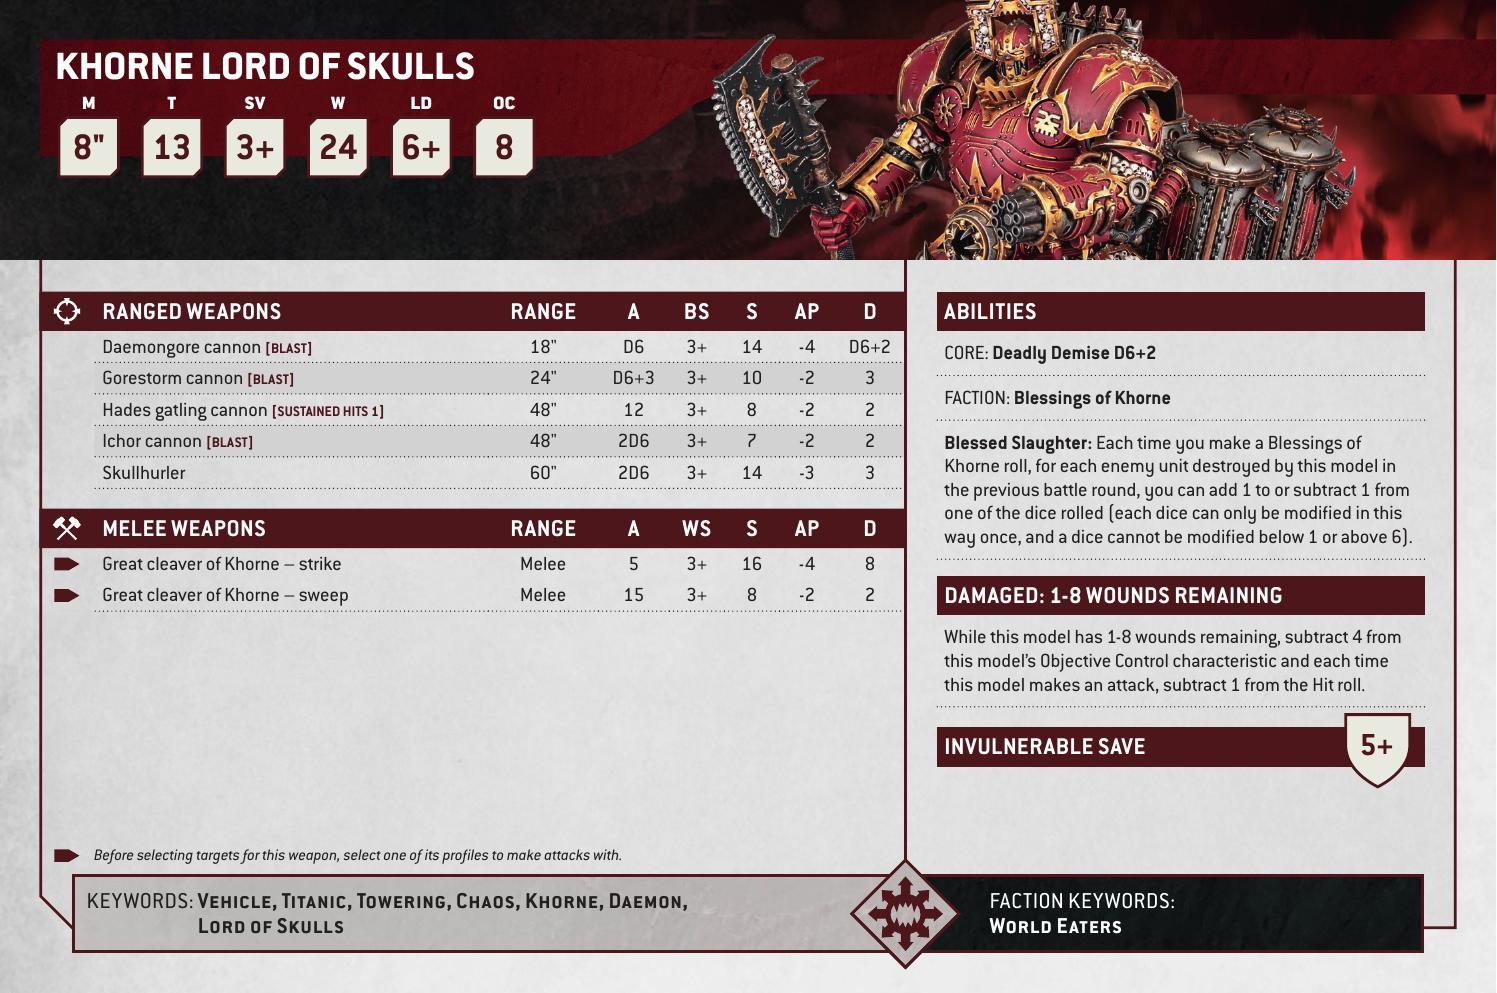 KHORNE LORD OF SKULLS
M T SV W LD OC
8" 13 3+ 24 6+ 8
RANGED WEAPONS RANGE A BS S AP D
Daemongore cannon [BLAST] 18" D6 3+ 14 -4 D6+2
Gorestorm cannon [BLAST] 24" D6+3 3+ 10 -2 3
Hades gatling cannon [SUSTAINED HITS 1] 48" 12 3+ 8 -2 2
Ichor cannon [BLAST] 48" 2D6 3+ 7 -2 2
Skullhurler 60" 2D6 3+ 14 -3 3
MELEE WEAPONS RANGE A WS S AP D
Great cleaver of Khorne – strike Melee 5 3+ 16 -4 8
Great cleaver of Khorne – sweep Melee 15 3+ 8 -2 2
Before selecting targets for this weapon, select one of its profiles to make attacks with.
ABILITIES
CORE: Deadly Demise D6+2
FACTION: Blessings of Khorne
Blessed Slaughter: Each time you make a Blessings of
Khorne roll, for each enemy unit destroyed by this model in
the previous battle round, you can add 1 to or subtract 1 from
one of the dice rolled (each dice can only be modified in this
way once, and a dice cannot be modified below 1 or above 6).
DAMAGED: 1-8 WOUNDS REMAINING
While this model has 1-8 wounds remaining, subtract 4 from
this model's Objective Control characteristic and each time
this model makes an attack, subtract 1 from the Hit roll.
INVULNERABLE SAVE 5+
KEYWORDS: VEHICLE, TITANIC, TOWERING, CHAOS, KHORNE, DAEMON,
LORD OF SKULLS
FACTION KEYWORDS:
WORLD EATERS